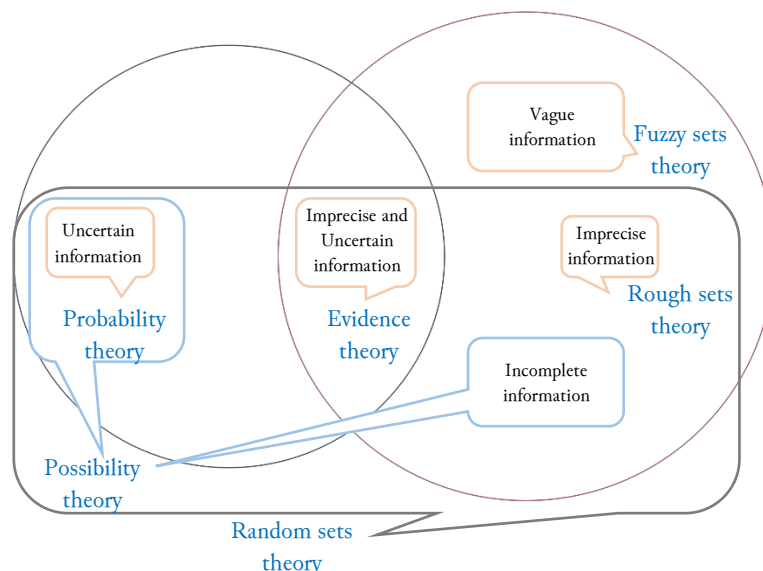 Vague
information
Fuzzy sets
theory
Uncertain
information
Imprecise and
Uncertain
information
Imprecise
information
Probability
theory
Evidence
theory
Rough sets
theory
Incomplete
information
Possibility
theory
Random sets
theory